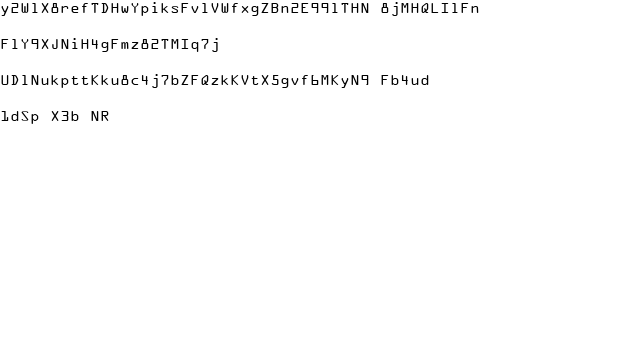 y2W1X8refTDHwYpiksFv1VWfxgZBn2E991THN 8jMHQLI1Fn
F1Y9XJNiH4gFmz82TMIq7j
UD1NukpttKku8c4j7bZFQzkKVtX5gvf6MKyN9 Fb4ud
1dSp X3b NR